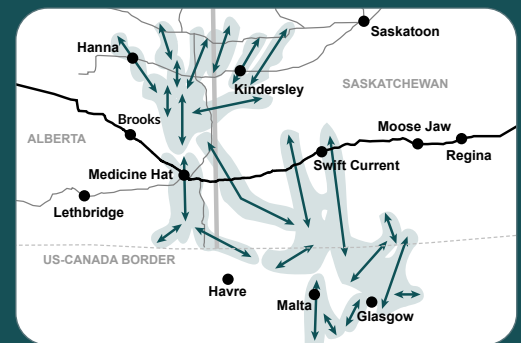 Saskatoon
Hanna
Kindersley
SASKATCHEWAN
Brooks
Moose Jaw
ALBERTA
Regina
Swift Current
Medicine Hat
Lethbridge
US-CANADA BORDER
Havre
Malta
Glasgow